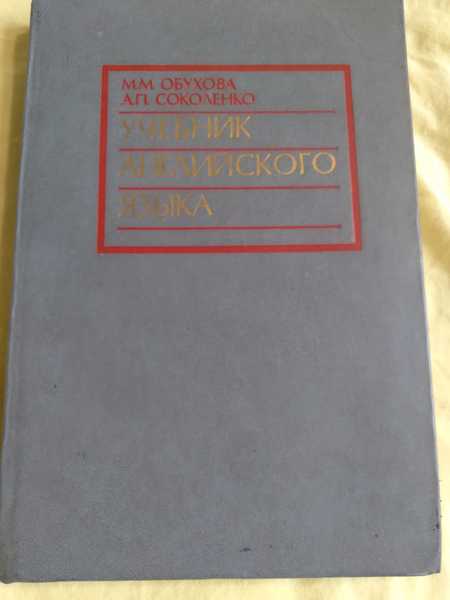 М.М. ОБУХОВА
А.П. СОКОЛЕНКО
УЧЕБНИК
АНГЛИЙСКОГО
ЯЗЫКА